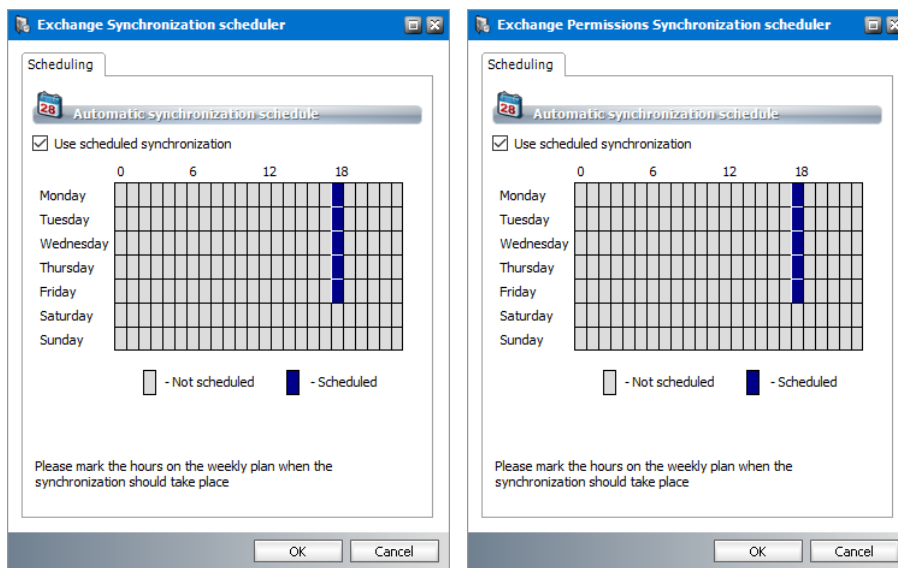 Exchange Synchronization scheduler
Scheduling
28
Automatic synchronization schedule
Use scheduled synchronization
0 6 12 18
Monday
Tuesday
Wednesday
Thursday
Friday
Saturday
Sunday
- Not scheduled - Scheduled
Please mark the hours on the weekly plan when the
synchronization should take place
OK Cancel
Exchange Permissions Synchronization scheduler
Scheduling
28
Automatic synchronization schedule
Use scheduled synchronization
0 6 12 18
Monday
Tuesday
Wednesday
Thursday
Friday
Saturday
Sunday
- Not scheduled - Scheduled
Please mark the hours on the weekly plan when the
synchronization should take place
OK Cancel